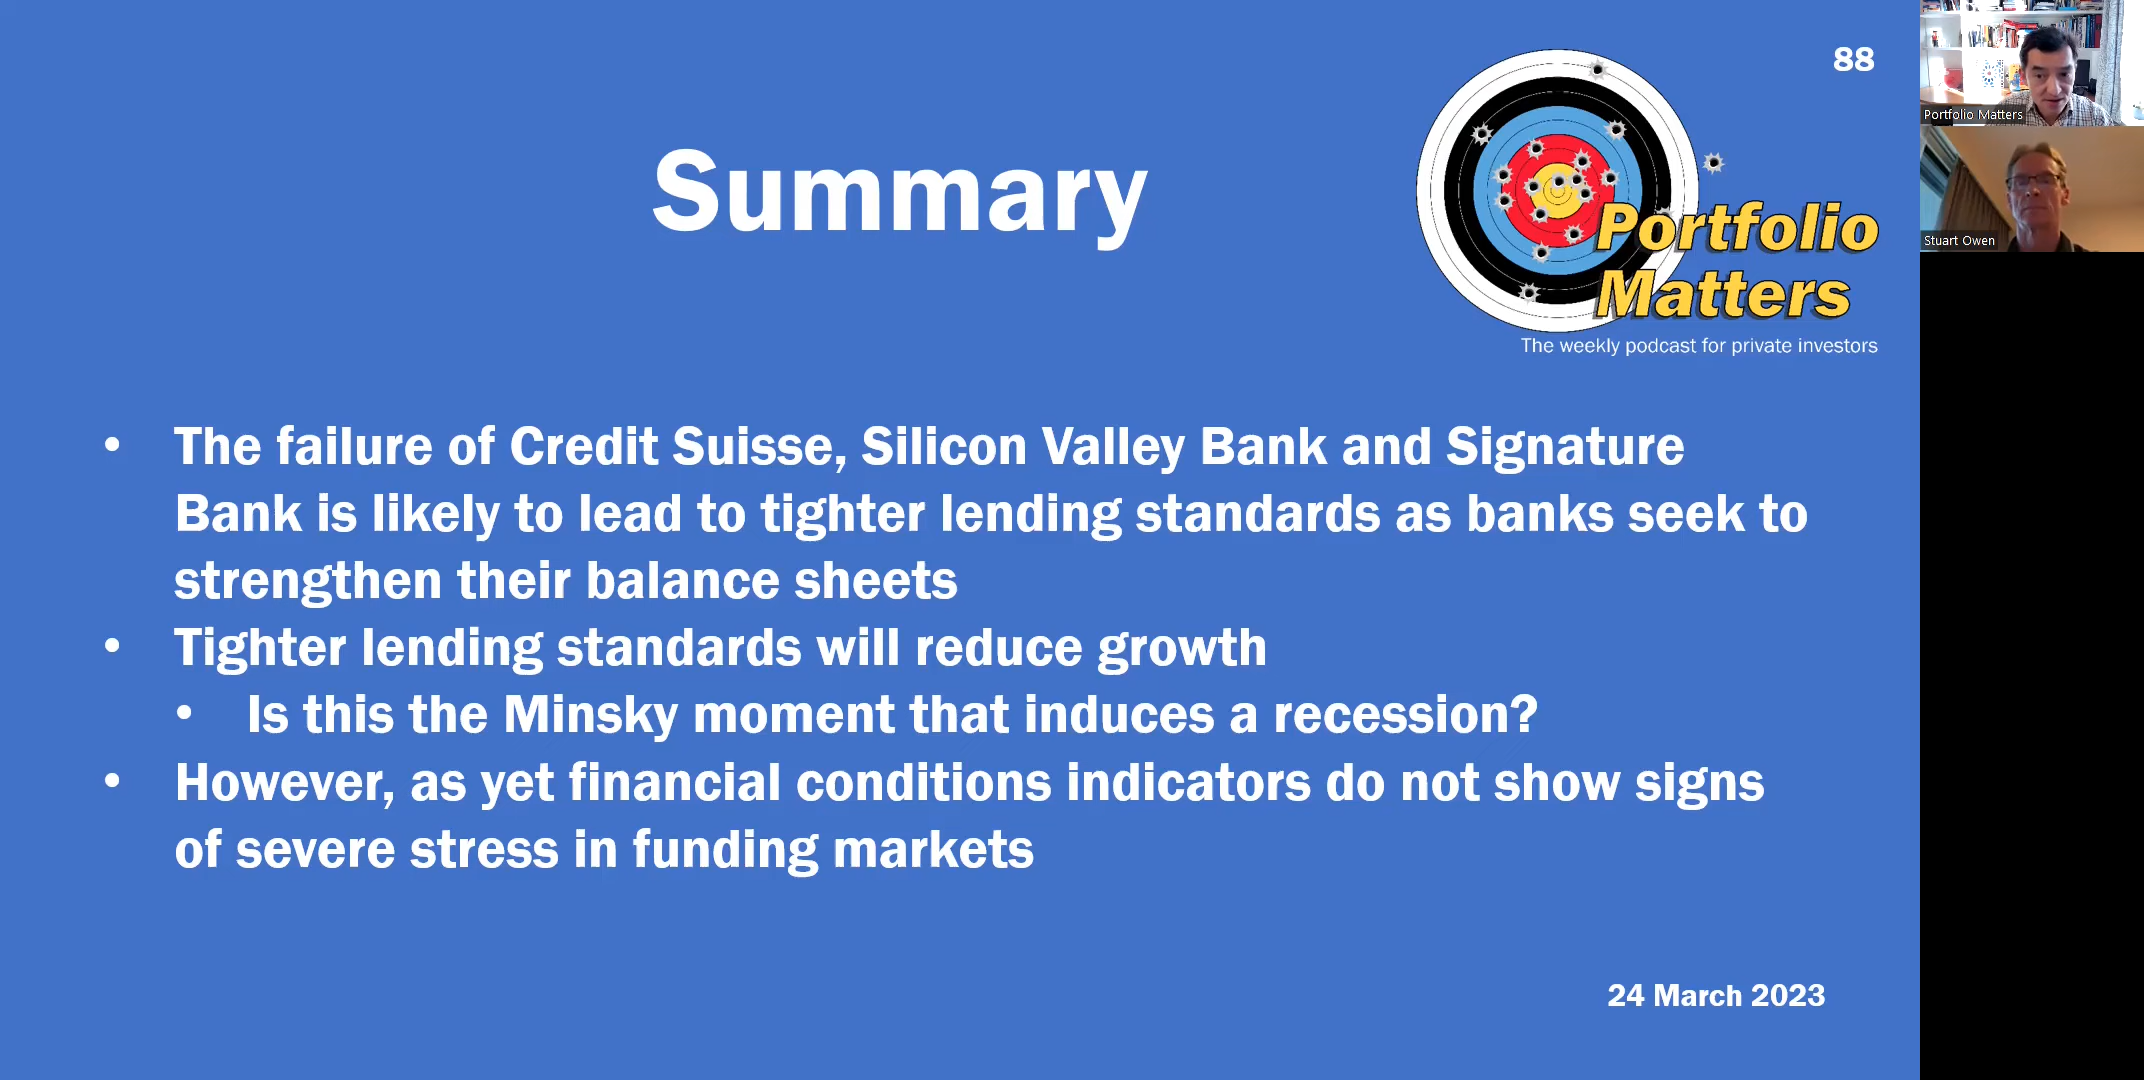 88
Summary
Portfolio
Matters
The weekly podcast for private investors
• The failure of Credit Suisse, Silicon Valley Bank and Signature
Bank is likely to lead to tighter lending standards as banks seek to
strengthen their balance sheets
• Tighter lending standards will reduce growth
• Is this the Minsky moment that induces a recession?
• However, as yet financial conditions indicators do not show signs
of severe stress in funding markets
24 March 2023
Portfolio Matters
Stuart Owen